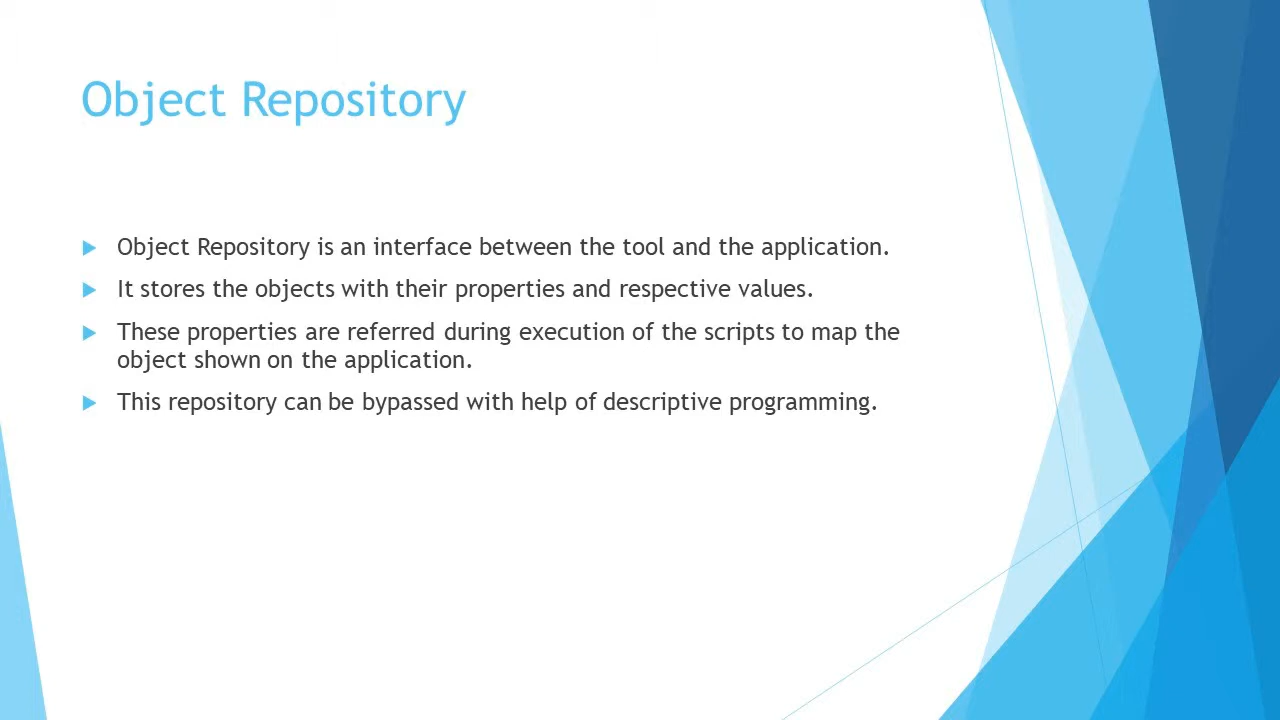 Object Repository
Object Repository is an interface between the tool and the application.
It stores the objects with their properties and respective values.
These properties are referred during execution of the scripts to map the
object shown on the application.
This repository can be bypassed with help of descriptive programming.